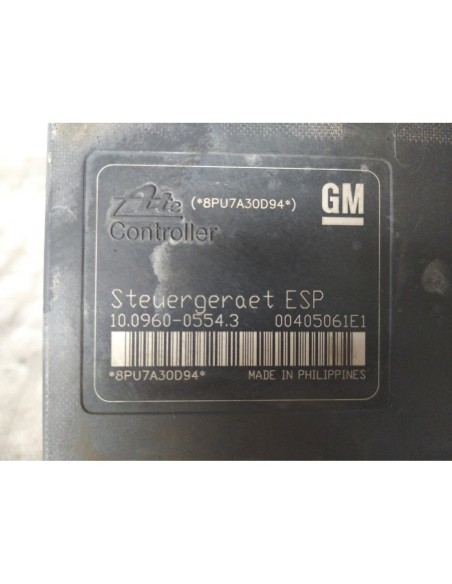 Ate (*8PU7A30D94*) GM
Controller
Steuergeraet ESP
10.0960-0554.3 00405061E1
*8PU7A30D94* MADE IN PHILIPPINES